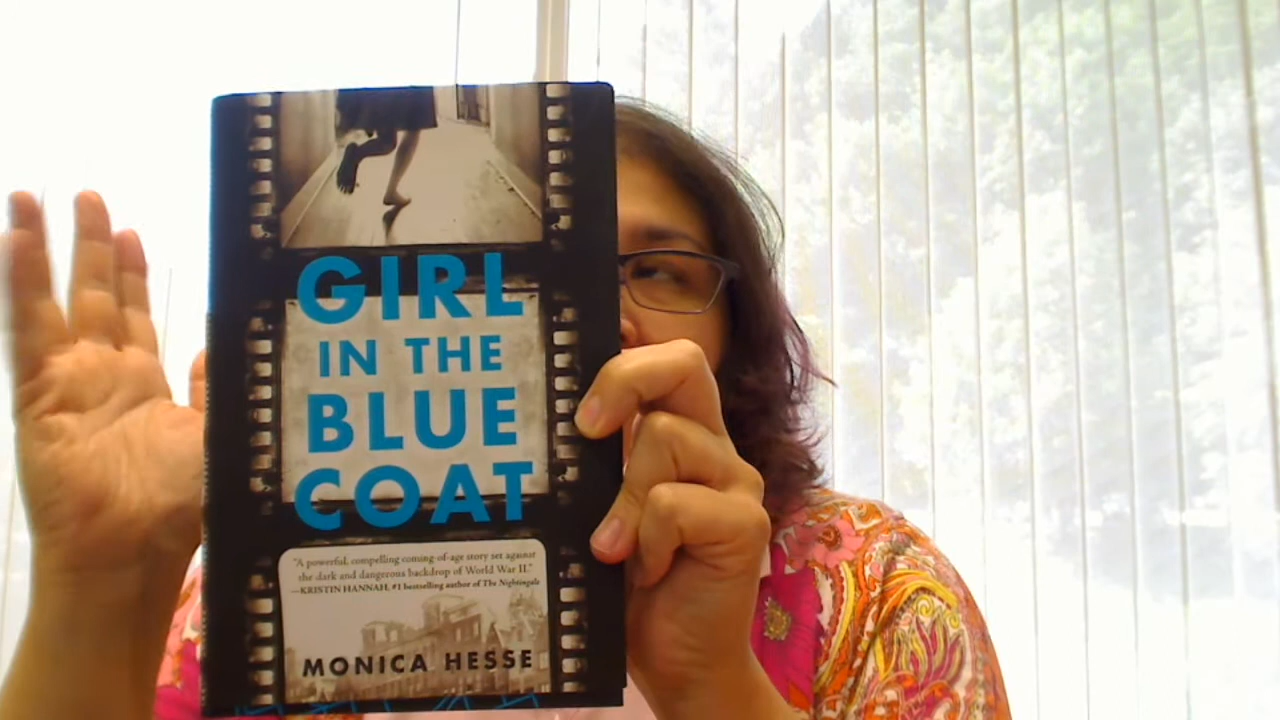 GIRL
IN THE
BLUE
COAT
"A powerful, compelling coming-of-age story set against
the dark and dangerous backdrop of World War II."
—KRISTIN HANNAH, #1 bestselling author of The Nightingale
MONICA HESSE